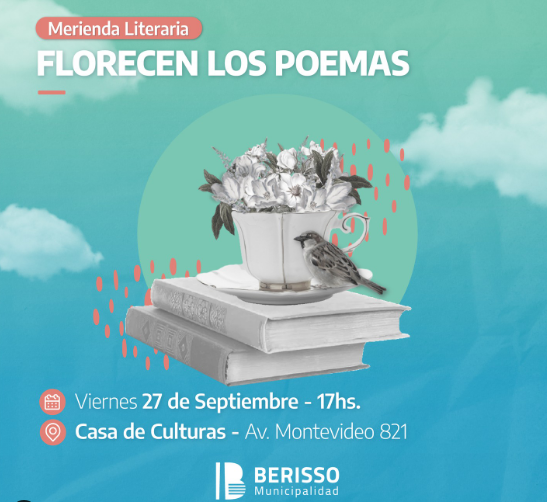 Merienda Literaria
FLORECEN LOS POEMAS
Viernes 27 de Septiembre - 17hs.
Casa de Culturas - Av. Montevideo 821
BERISSO
Municipalidad